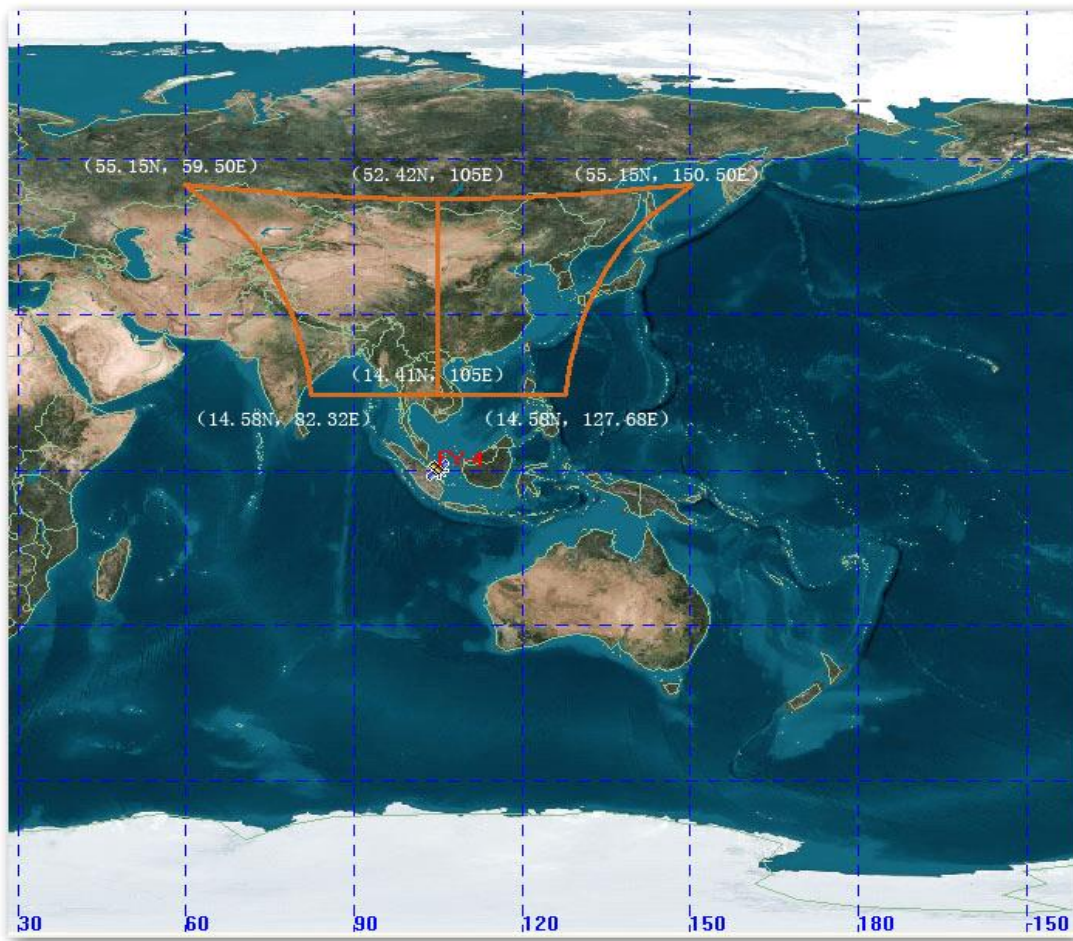 （55.15N, 59.50E）
（52.42N, 105E）
（55.15N, 150.50E）
（14.41N, 105E）
（14.58N, 82.32E）
（14.58N, 127.68E）
FY-4
30
60
90
120
150
180
-150